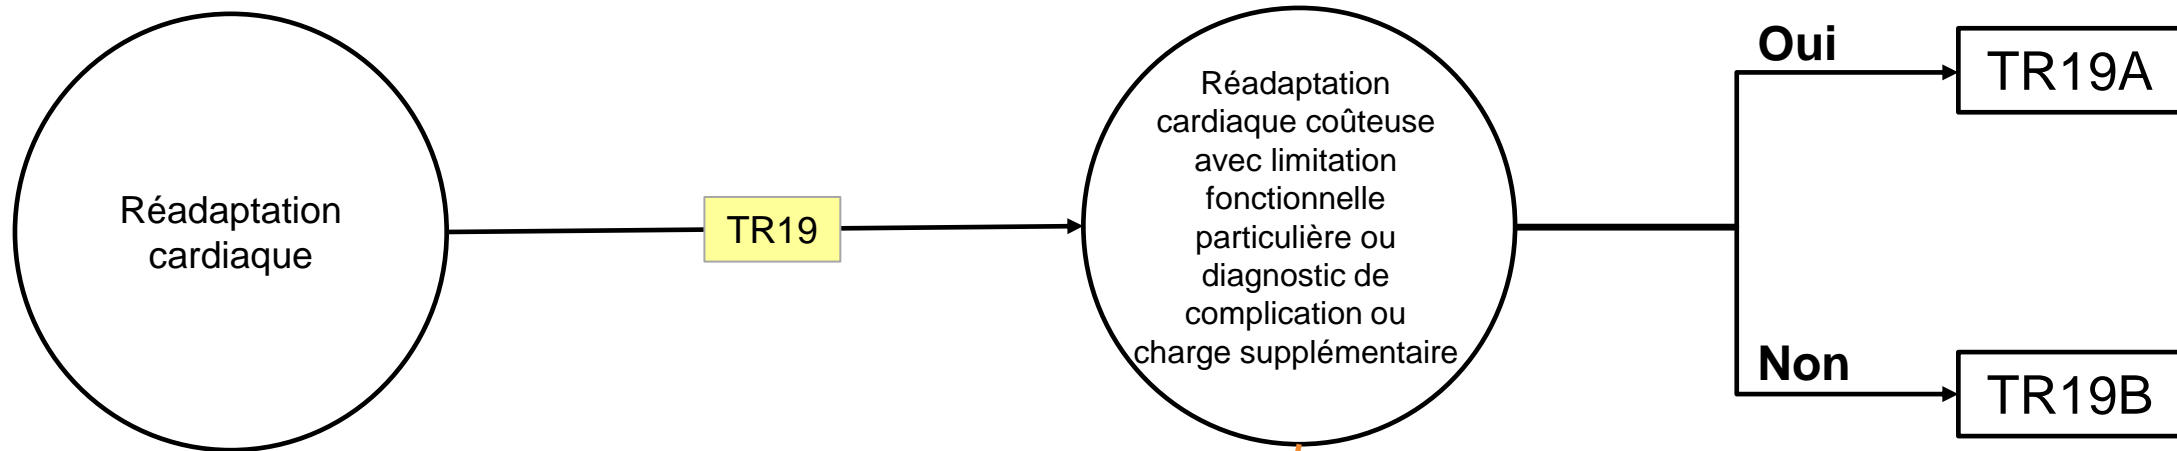 Réadaptation
cardiaque
TR19
Réadaptation
cardiaque coûteuse
avec limitation
fonctionnelle
particulière ou
diagnostic de
complication ou
charge supplémentaire
Oui
TR19A
Non
TR19B